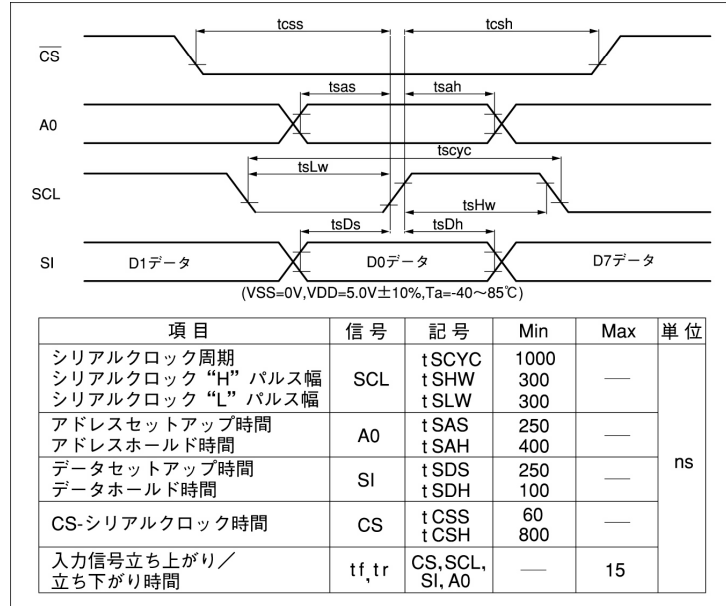 tcss
tcsh
CS
tsas
tsah
A0
tscyc
tsLw
SCL
tsHw
tsDs
tsDh
SI
D1データ
D0データ
D7データ
(VSS=0V,VDD=5.0V±10%,Ta=-40～85℃)
項目 信号 記号 Min Max 単位
シリアルクロック周期 tSCYC 1000
シリアルクロック “H” パルス幅 SCL tSHW 300 —
シリアルクロック “L” パルス幅 tSLW 300
アドレスセットアップ時間 A0 tSAS 250 —
アドレスホールド時間 tSAH 400
データセットアップ時間 SI tSDS 250 — ns
データホールド時間 tSDH 100
CS-シリアルクロック時間 CS tCSS 60 —
tCSH 800
入力信号立ち上がり／ tf,tr CS,SCL, — 15
立ち下がり時間 SI,A0